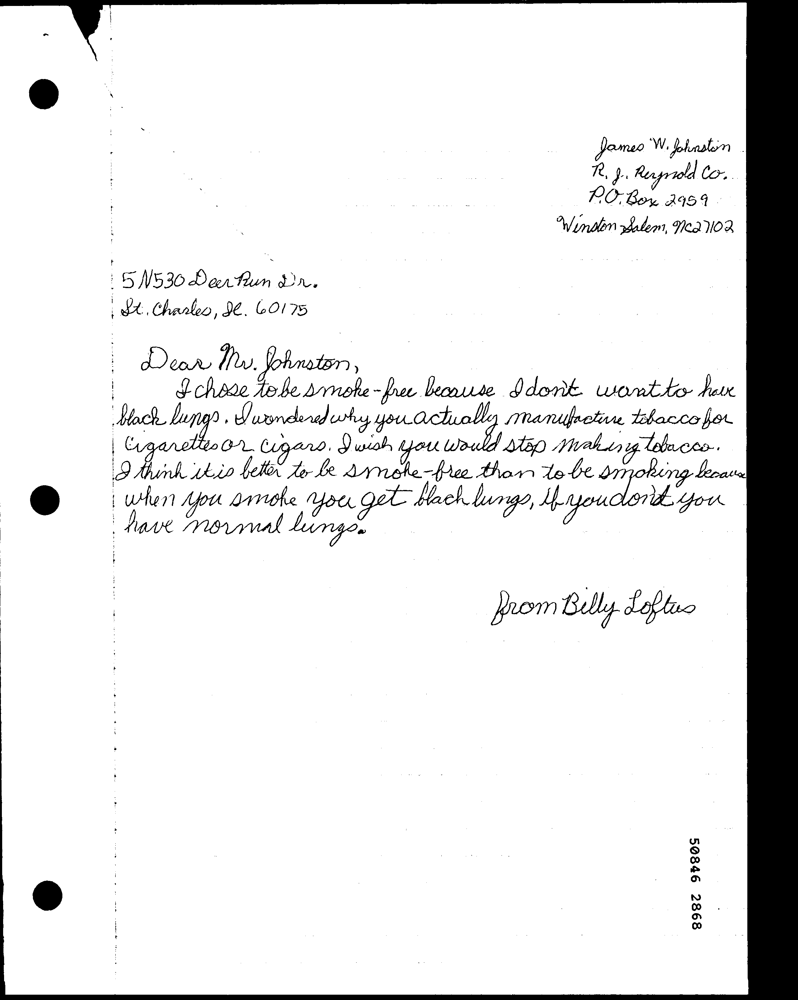 James W. Johnston
R. J. Reynold Co.
P.O. Box 2959
Winston Salem, NC 27102
5N530 Deer Run Dr.
St. Charles, Il. 60175
Dear Mr. Johnston,
I chose to be smoke-free because I don't want to have
black lungs. I wondered why you actually manufacture tobacco for
Cigarettes or cigars. I wish you would stop making tobacco.
I think it is better to be smoke-free than to be smoking because
when you smoke you get black lungs, if you don't you
have normal lungs.
from Billy Loftus
50846 2868